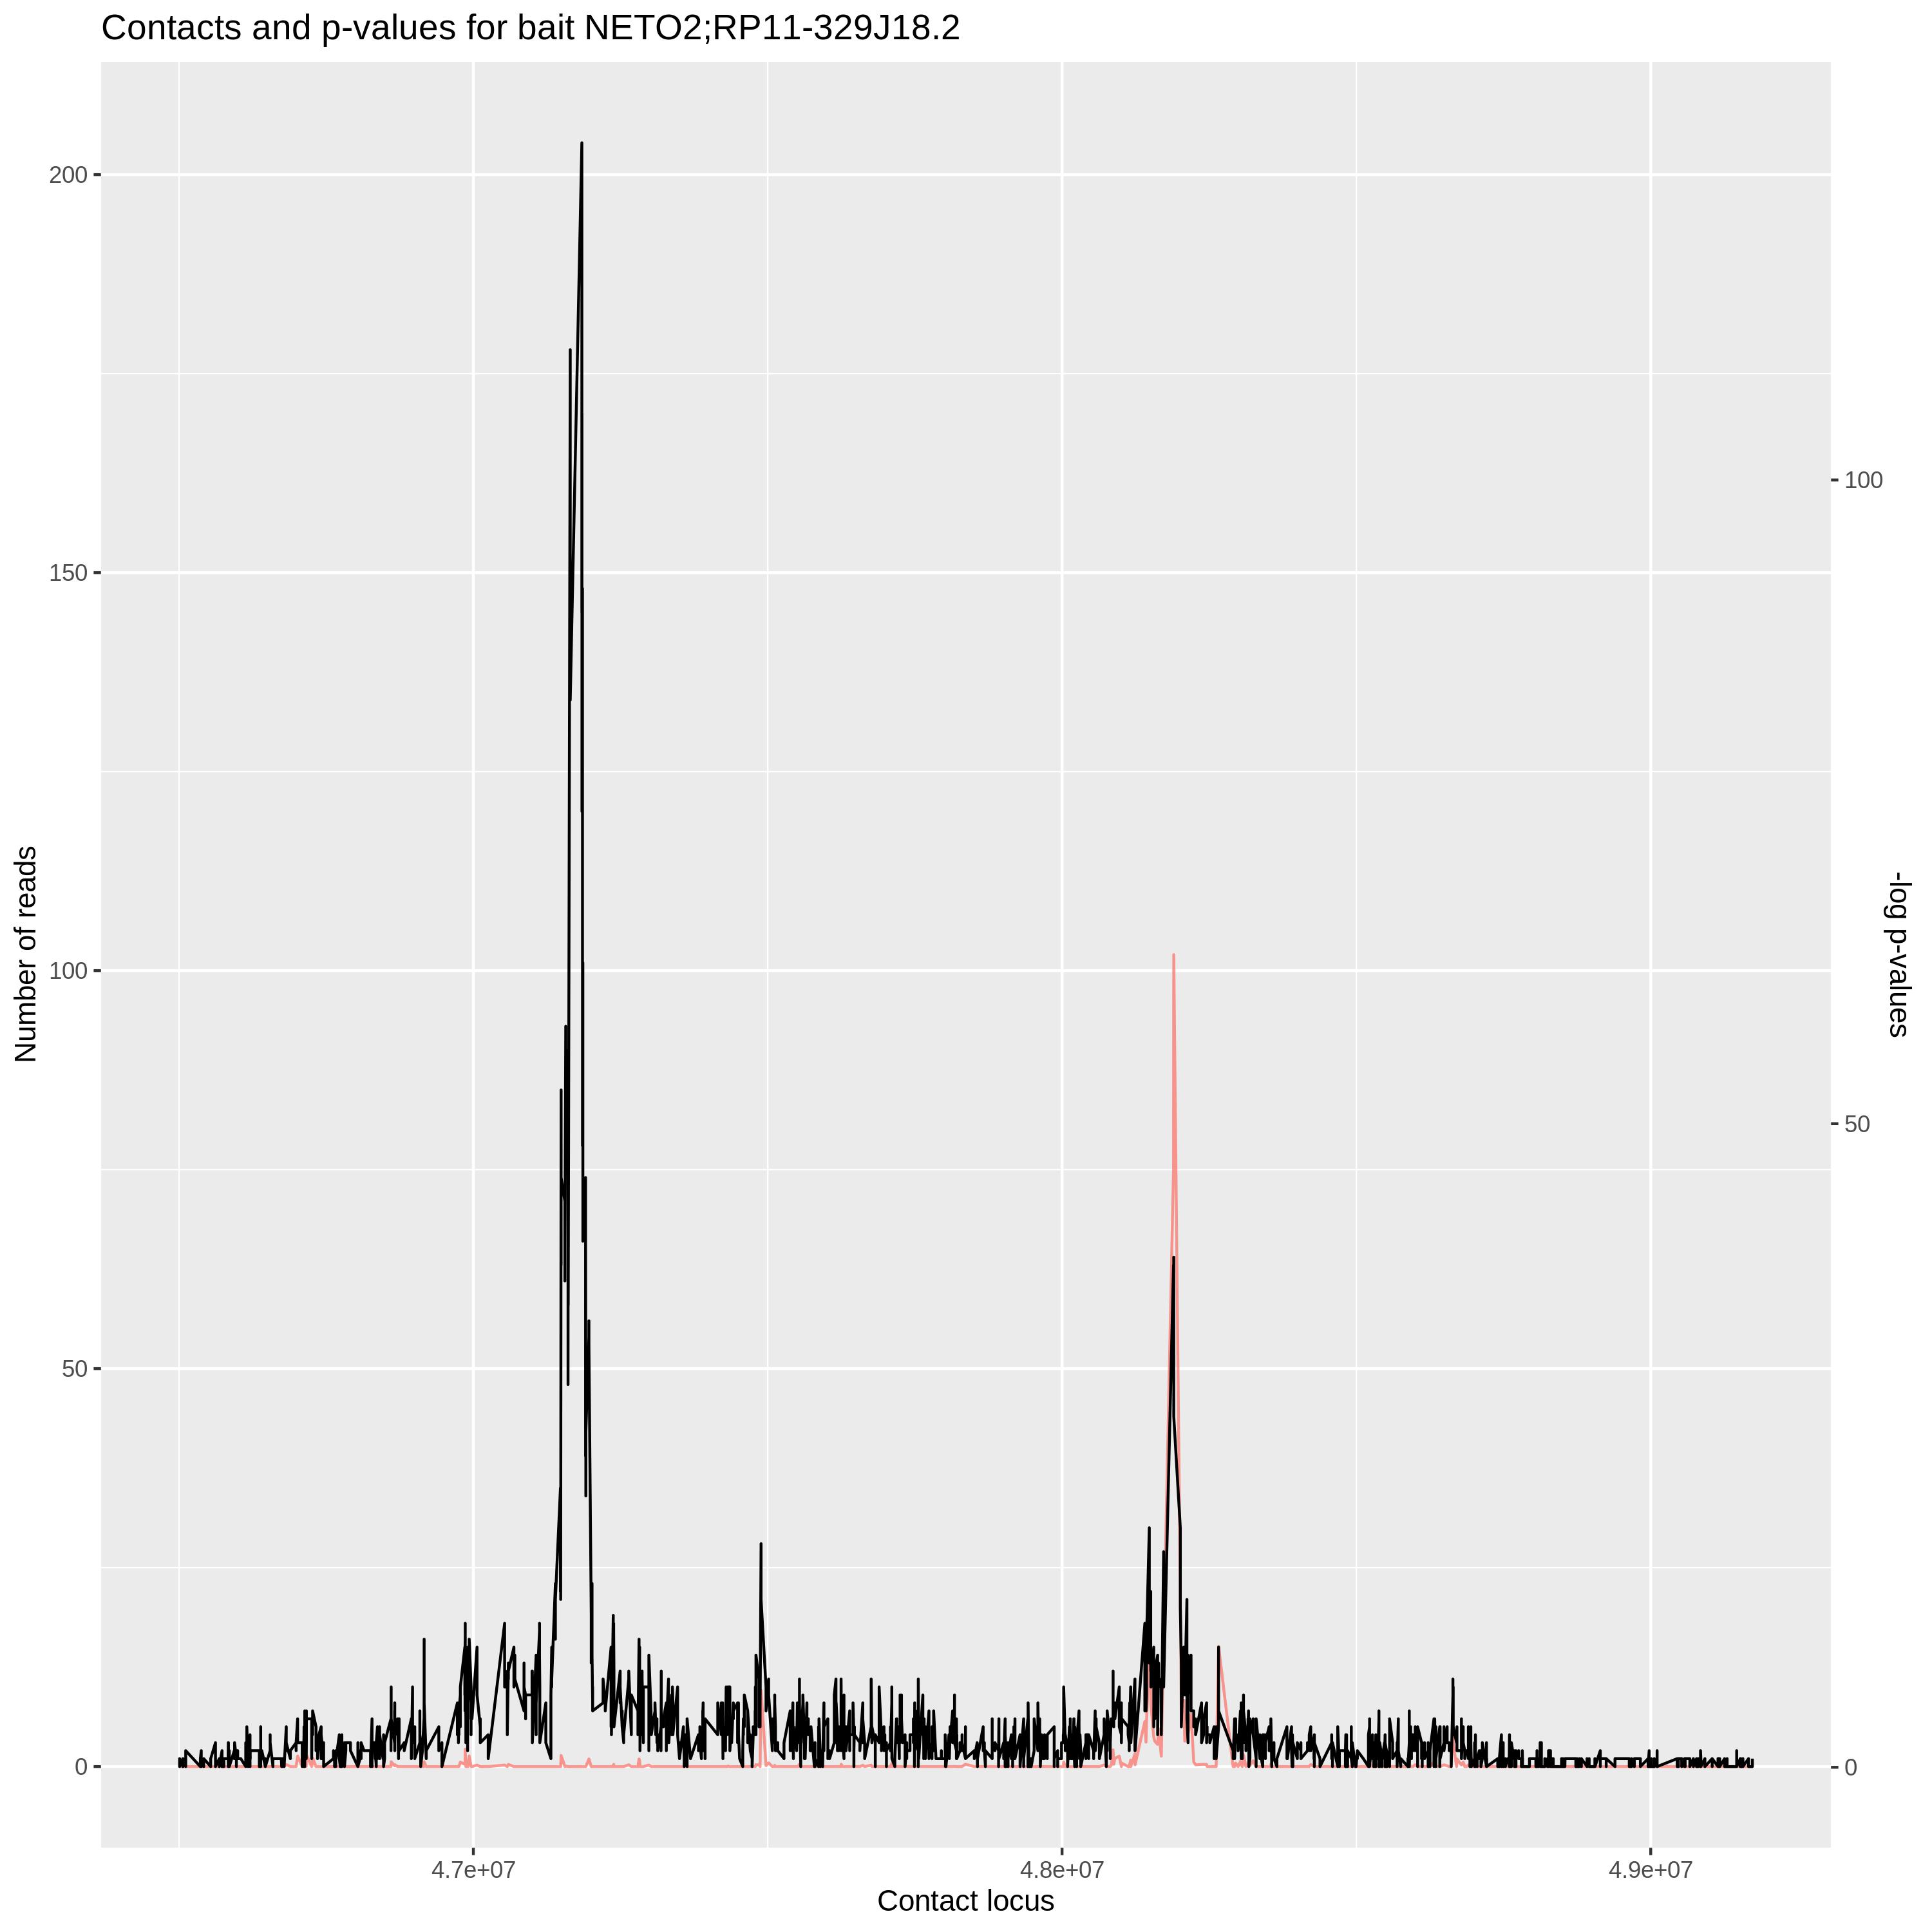 Contacts and p-values for bait NETO2;RP11-329J18.2
200
150
100
50
0
Number of reads
100
50
0
-log p-values
4.7e+07
4.8e+07
4.9e+07
Contact locus